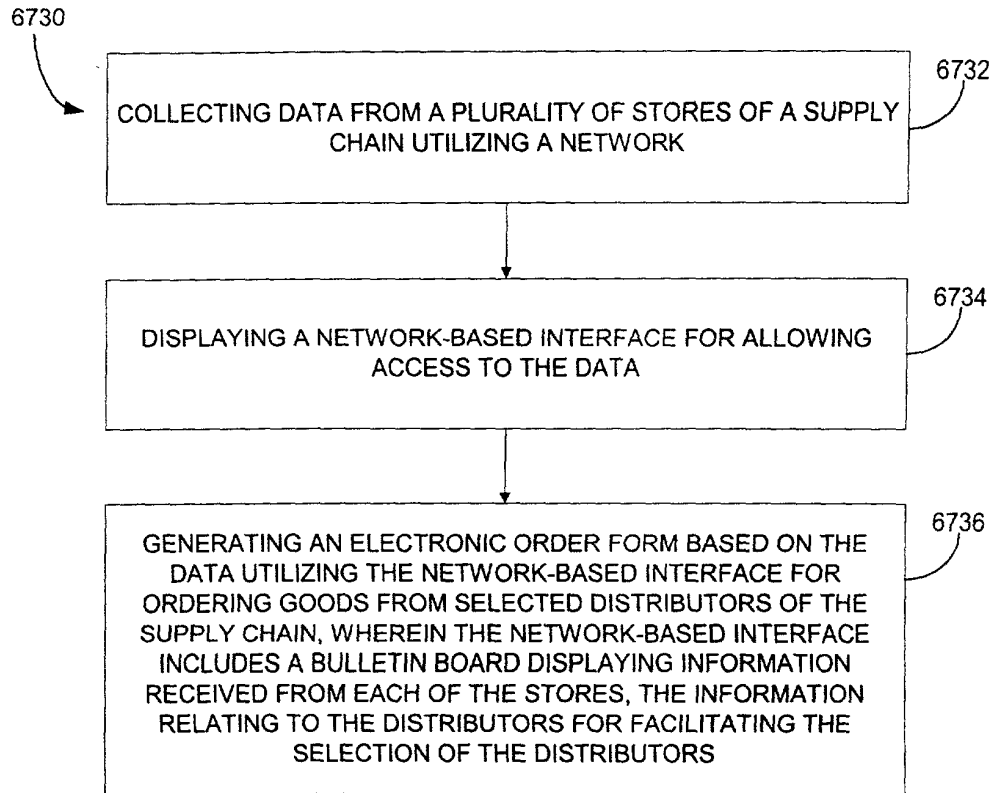 6730
6732
COLLECTING DATA FROM A PLURALITY OF STORES OF A SUPPLY
CHAIN UTILIZING A NETWORK
6734
DISPLAYING A NETWORK-BASED INTERFACE FOR ALLOWING
ACCESS TO THE DATA
6736
GENERATING AN ELECTRONIC ORDER FORM BASED ON THE
DATA UTILIZING THE NETWORK-BASED INTERFACE FOR
ORDERING GOODS FROM SELECTED DISTRIBUTORS OF THE
SUPPLY CHAIN, WHEREIN THE NETWORK-BASED INTERFACE
INCLUDES A BULLETIN BOARD DISPLAYING INFORMATION
RECEIVED FROM EACH OF THE STORES, THE INFORMATION
RELATING TO THE DISTRIBUTORS FOR FACILITATING THE
SELECTION OF THE DISTRIBUTORS